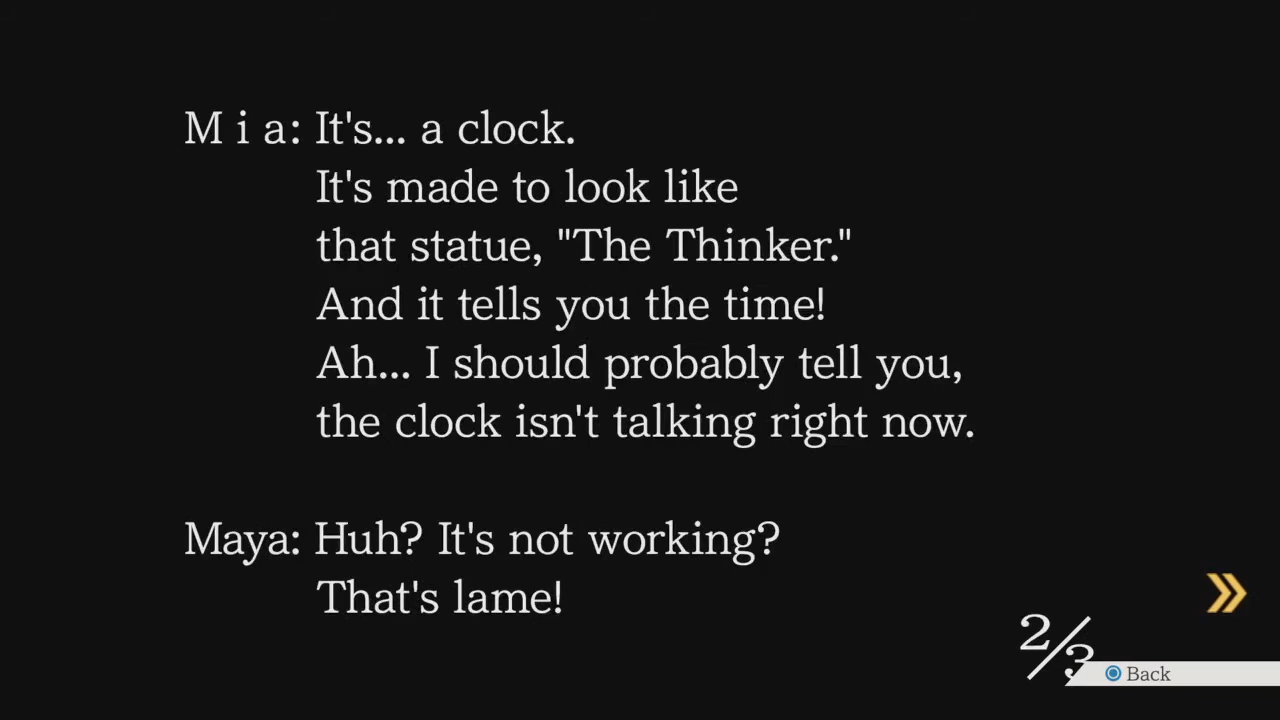 M i a: It's... a clock.
It's made to look like
that statue, "The Thinker."
And it tells you the time!
Ah... I should probably tell you,
the clock isn't talking right now.
Maya: Huh? It's not working?
That's lame!
2/3
Back